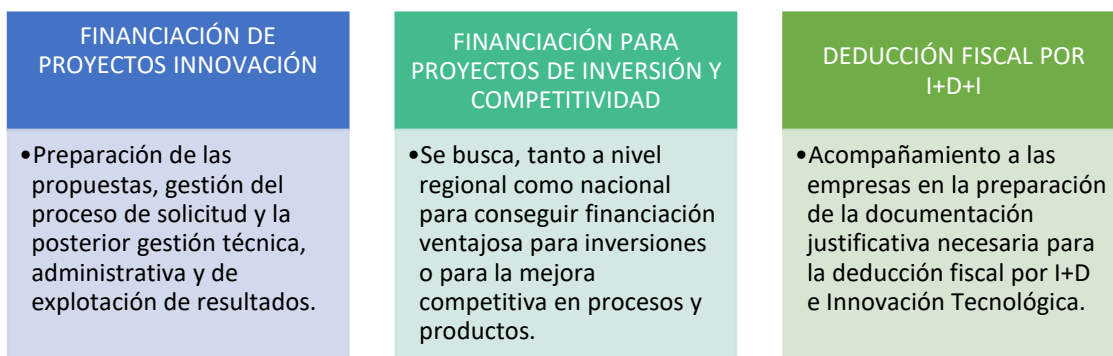 FINANCIACIÓN DE
PROYECTOS INNOVACIÓN
•Preparación de las
propuestas, gestión del
proceso de solicitud y la
posterior gestión técnica,
administrativa y de
explotación de resultados.
FINANCIACIÓN PARA
PROYECTOS DE INVERSIÓN Y
COMPETITIVIDAD
•Se busca, tanto a nivel
regional como nacional
para conseguir financiación
ventajosa para inversiones
o para la mejora
competitiva en procesos y
productos.
DEDUCCIÓN FISCAL POR
I+D+I
•Acompañamiento a las
empresas en la preparación
de la documentación
justificativa necesaria para
la deducción fiscal por I+D
e Innovación Tecnológica.